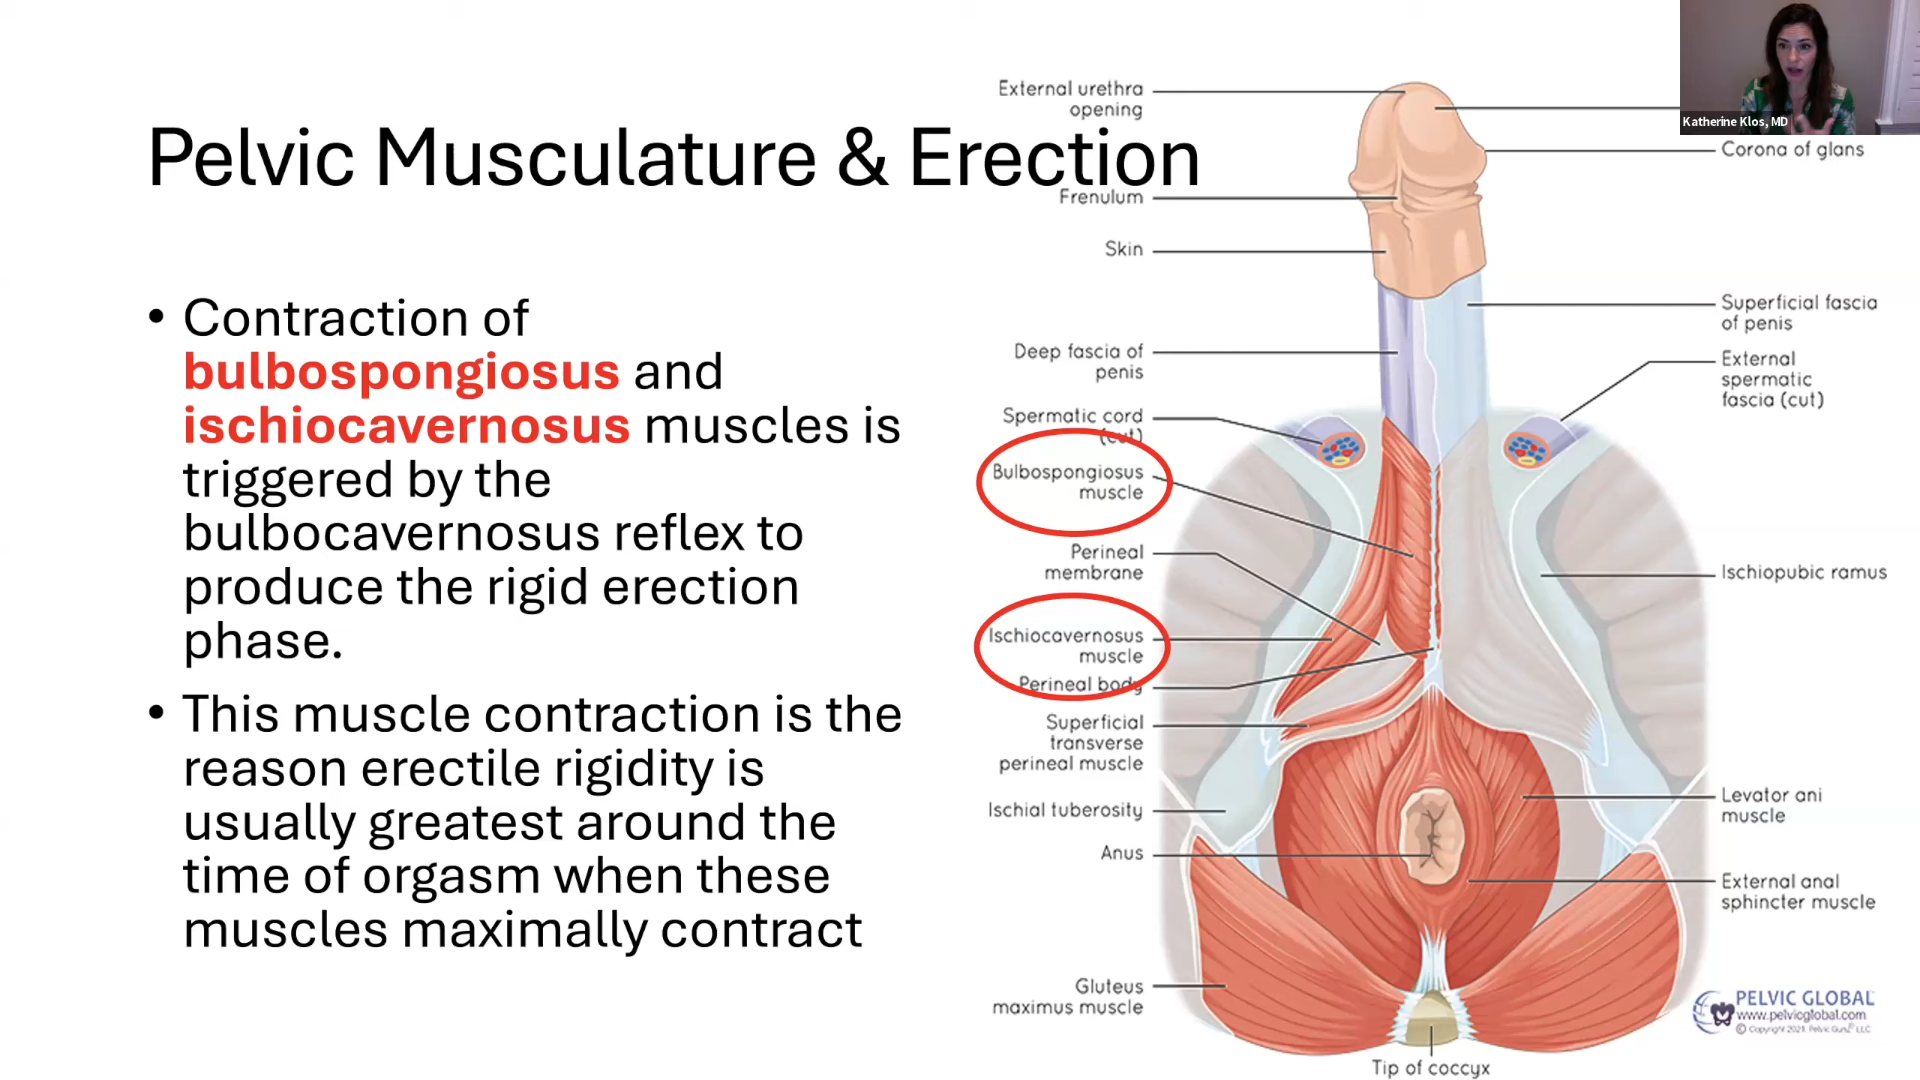 Pelvic Musculature & Erection
• Contraction of
bulbospongiosus and
ischiocavernosus muscles is
triggered by the
bulbocavernosus reflex to
produce the rigid erection
phase.
• This muscle contraction is the
reason erectile rigidity is
usually greatest around the
time of orgasm when these
muscles maximally contract
External urethra
opening
Frenulum
Skin
Deep fascia of
penis
Spermatic cord
(cut)
Bulbospongiosus
muscle
Perineal
membrane
Ischiocavernosus
muscle
Perineal body
Superficial
transverse
perineal muscle
Ischial tuberosity
Anus
Gluteus
maximus muscle
Katherine Klos, MD
Corona of glans
Superficial fascia
of penis
External
spermatic
fascia (cut)
Ischiopubic ramus
Levator ani
muscle
External anal
sphincter muscle
Tip of coccyx
PELVIC GLOBAL
www.pelvicglobal.com
© Copyright 2021. Pelvic Guru® LLC